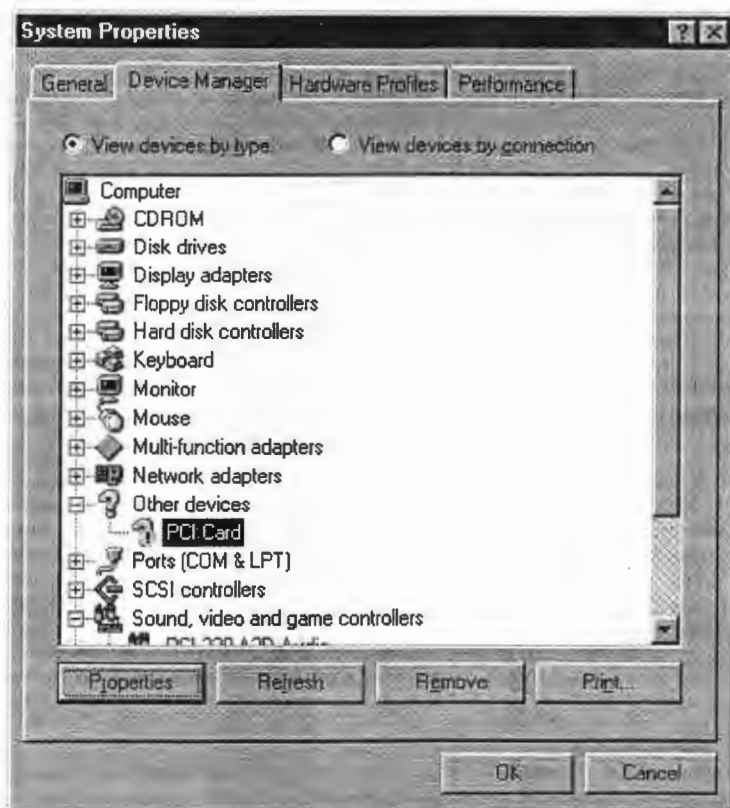 System Properties
General Device Manager Hardware Profiles Performance
View devices by type. View devices by connection
Computer
CDROM
Disk drives
Display adapters
Floppy disk controllers
Hard disk controllers
Keyboard
Monitor
Mouse
Multi-function adapters
Network adapters
Other devices
PCI Card
Ports (COM & LPT)
SCSI controllers
Sound, video and game controllers
Audio
Properties Refresh Remove Print...
OK Cancel